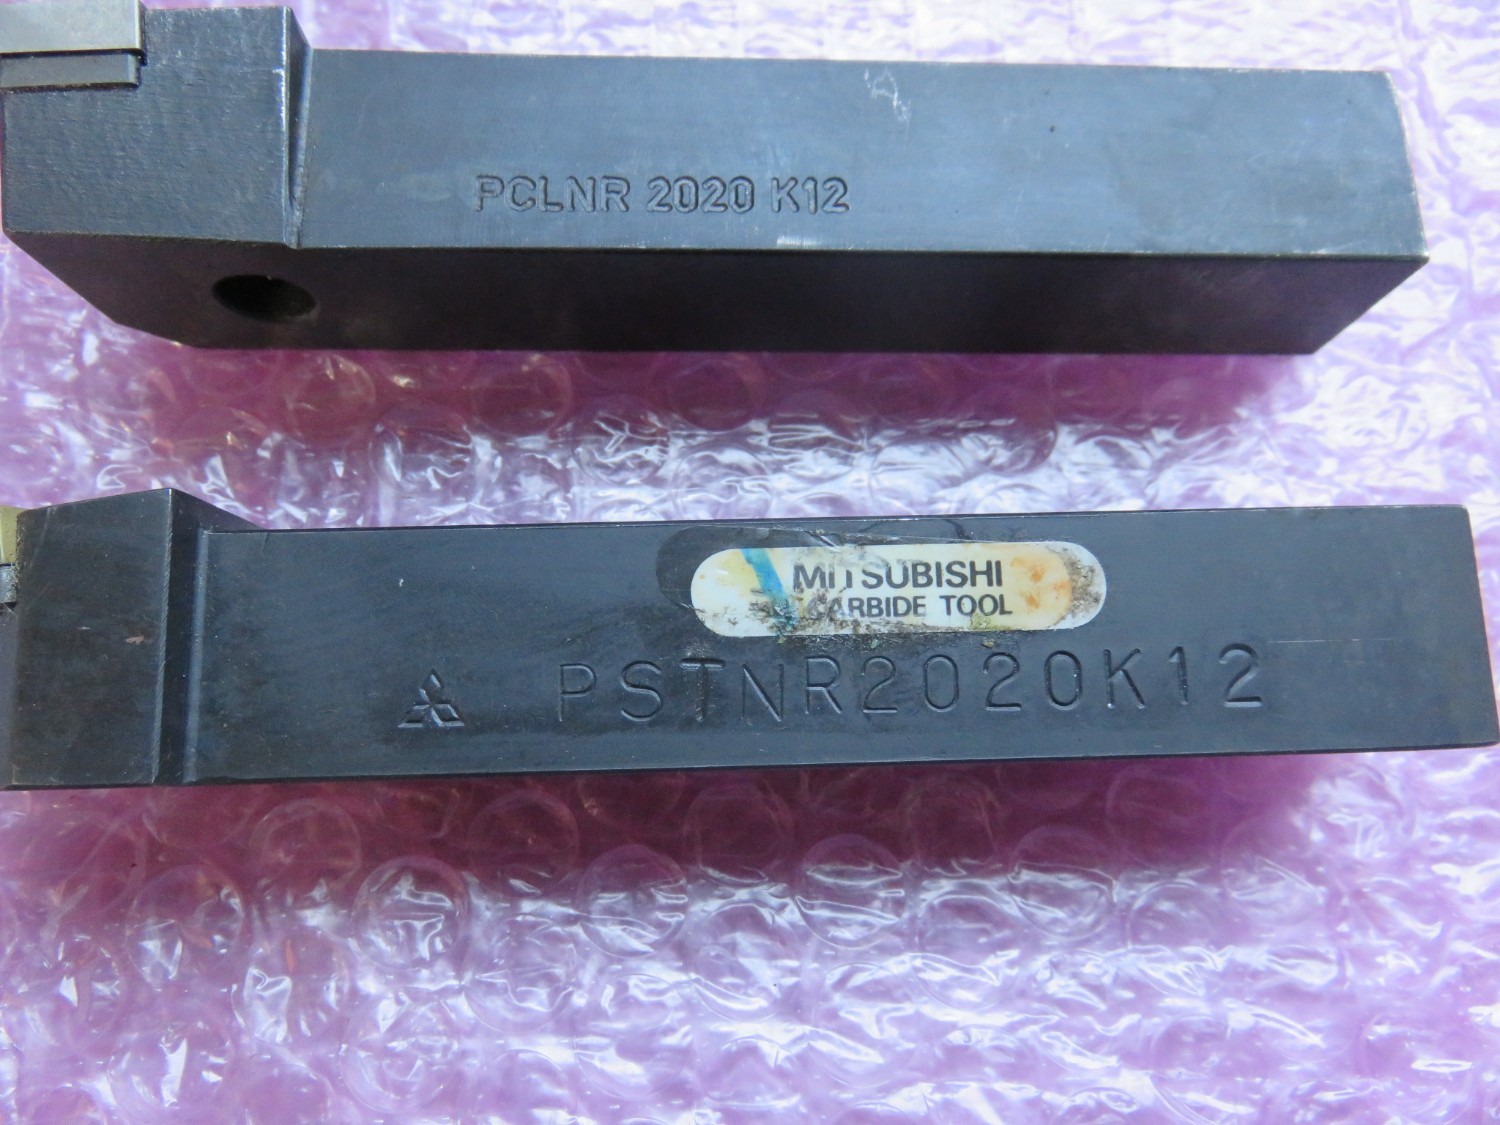 PCLNR 2020 K12
MITSUBISHI
CARBIDE TOOL
PSTNR2020K12